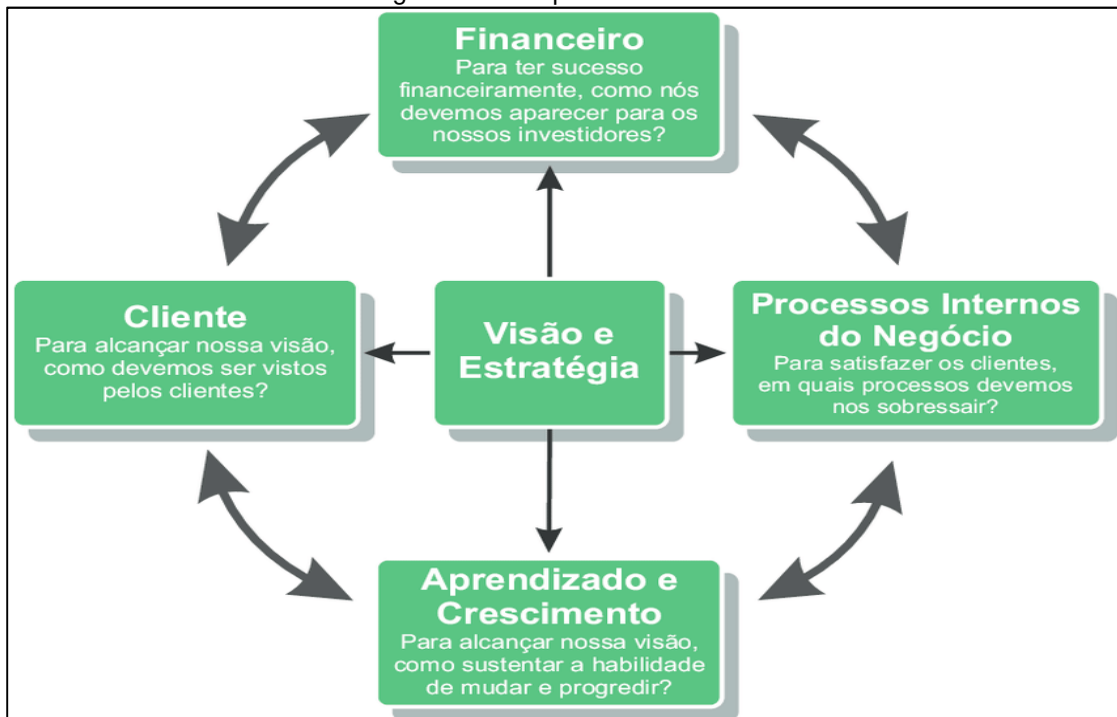 Financeiro
Para ter sucesso
financeiramente, como nós
devemos aparecer para os
nossos investidores?
Cliente
Para alcançar nossa visão,
como devemos ser vistos
pelos clientes?
Visão e
Estratégia
Processos Internos
do Negócio
Para satisfazer os clientes,
em quais processos devemos
nos sobressair?
Aprendizado e
Crescimento
Para alcançar nossa visão,
como sustentar a habilidade
de mudar e progredir?